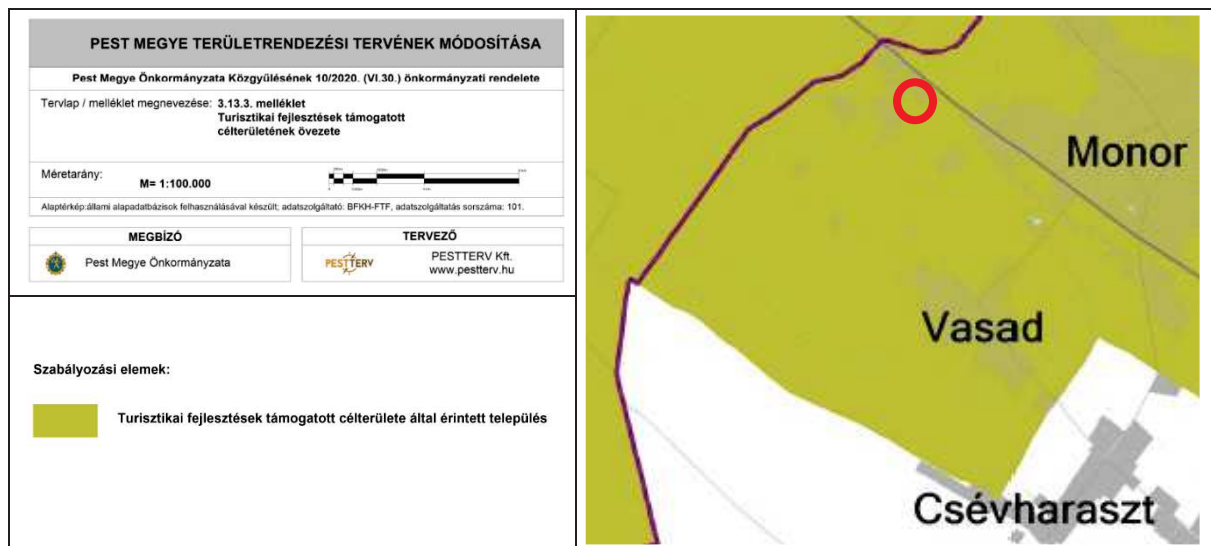 PEST MEGYE TERÜLETRENDEZÉSI TERVÉNEK MÓDOSÍTÁSA
Pest Megye Önkormányzata Közgyűlésének 10/2020. (VI.30.) önkormányzati rendelete
Tervlap / melléklet megnevezése: 3.13.3. melléklet
Turisztikai fejlesztések támogatott
célterületének övezete
Méretarány:
M= 1:100.000
Alaptérkép:állami alapadatbázisok felhasználásával készült; adatszolgáltató: BFKH-FTF, adatszolgáltatás sorszáma: 101.
MEGBÍZÓ
Pest Megye Önkormányzata
TERVEZŐ
PESTTERV
PESTTERV Kft.
www.pestterv.hu
Szabályozási elemek:
Turisztikai fejlesztések támogatott célterülete által érintett település
Monor
Vasad
Csévharaszt